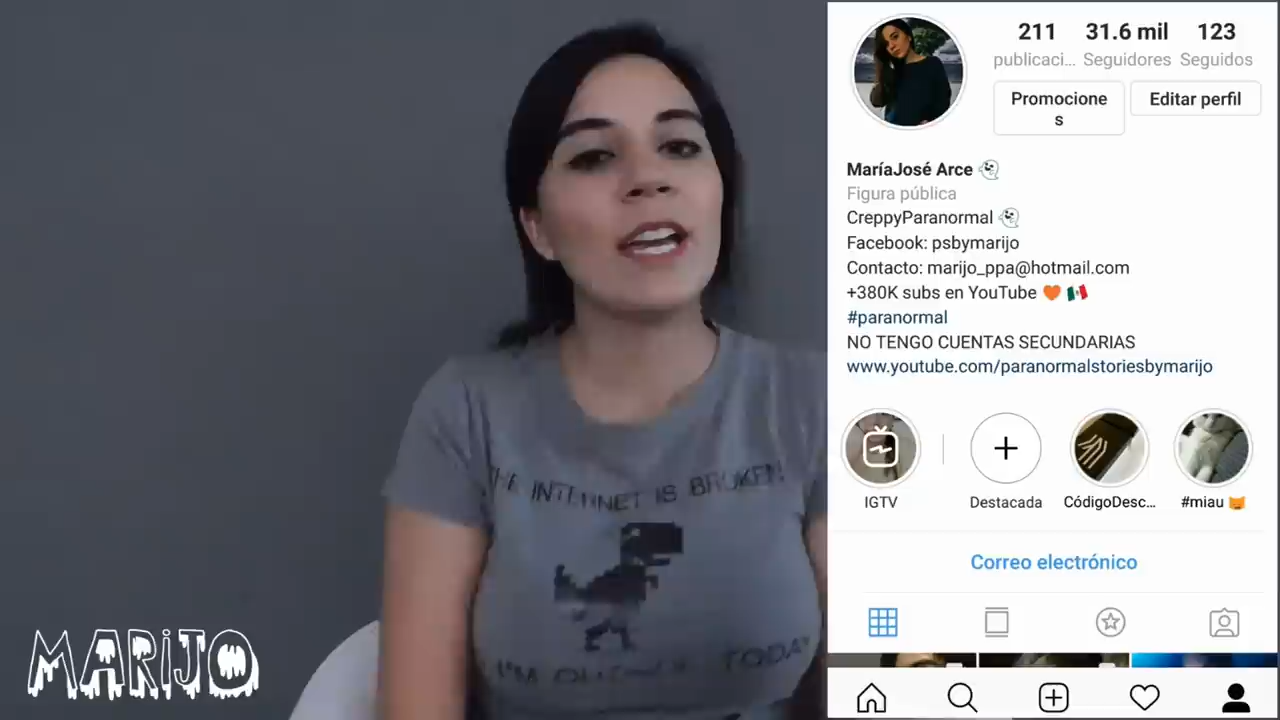 211 31.6 mil 123
publicaci... Seguidores Seguidos
Promocione
s
Editar perfil
MaríaJosé Arce 👻
Figura pública
CreppyParanormal 👻
Facebook: psbymarijo
Contacto: marijo_ppa@hotmail.com
+380K subs en YouTube 🧡 🇲🇽
#paranormal
NO TENGO CUENTAS SECUNDARIAS
www.youtube.com/paranormalstoriesbymarijo
IGTV Destacada CódigoDesc... #miau 🐱
Correo electrónico
THE INTERNET IS BROKEN!
I'M TODAY
MARiJO